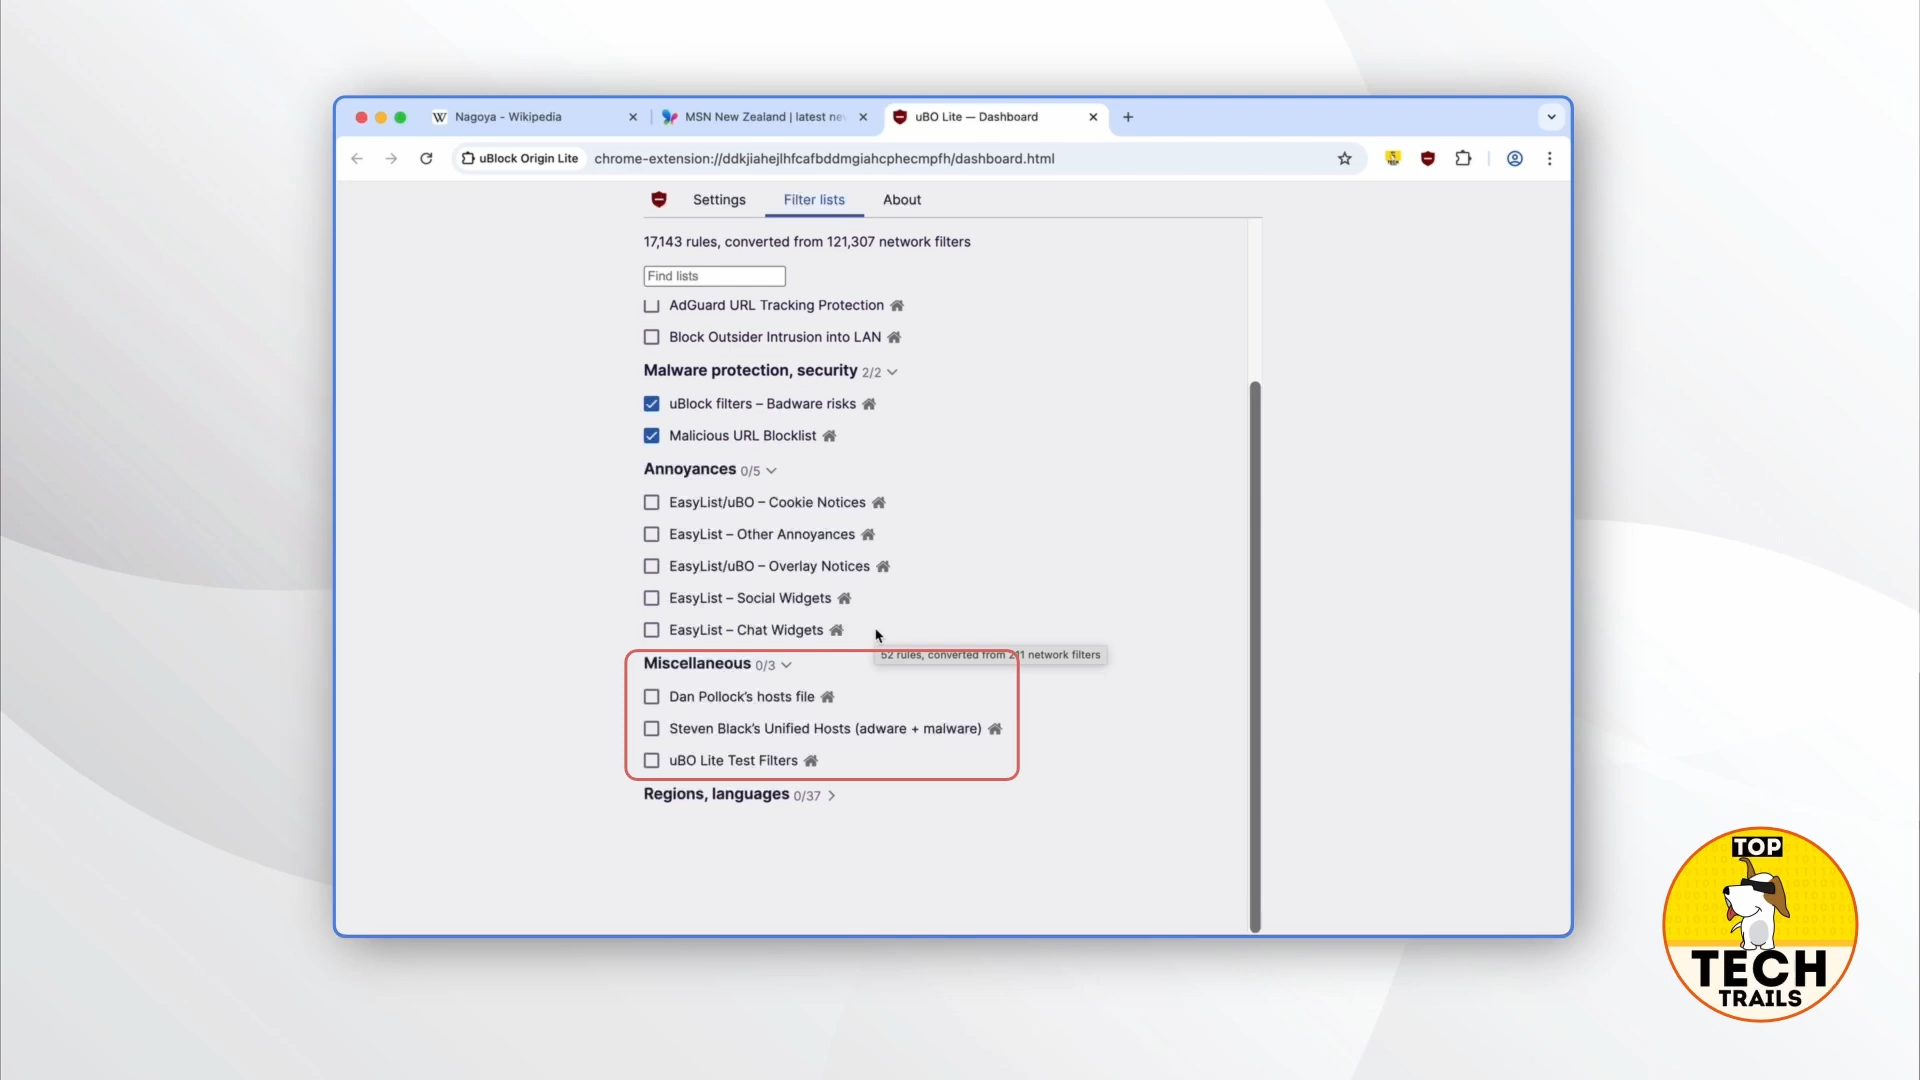 Nagoya - Wikipedia
MSN New Zealand | latest ne
uBO Lite — Dashboard
uBlock Origin Lite
chrome-extension://ddkjiahejlhfcafbddmgiahcphecmpfh/dashboard.html
Settings
Filter lists
About
17,143 rules, converted from 121,307 network filters
Find lists
AdGuard URL Tracking Protection
Block Outsider Intrusion into LAN
Malware protection, security 2/2
uBlock filters – Badware risks
Malicious URL Blocklist
Annoyances 0/5
EasyList/uBO – Cookie Notices
EasyList – Other Annoyances
EasyList/uBO – Overlay Notices
EasyList – Social Widgets
EasyList – Chat Widgets
52 rules, converted from 211 network filters
Miscellaneous 0/3
Dan Pollock’s hosts file
Steven Black’s Unified Hosts (adware + malware)
uBO Lite Test Filters
Regions, languages 0/37
TOP
TECH
TRAILS